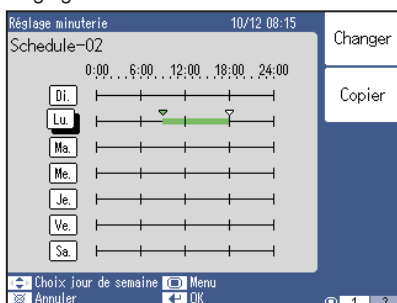 Réglage minuterie 10/12 08:15
Schedule-02
Changer
0:00 6:00 12:00 18:00 24:00
Copier
Di.
Lu.
Ma.
Me.
Je.
Ve.
Sa.
Choix jour de semaine Menu
Annuler OK
1 2